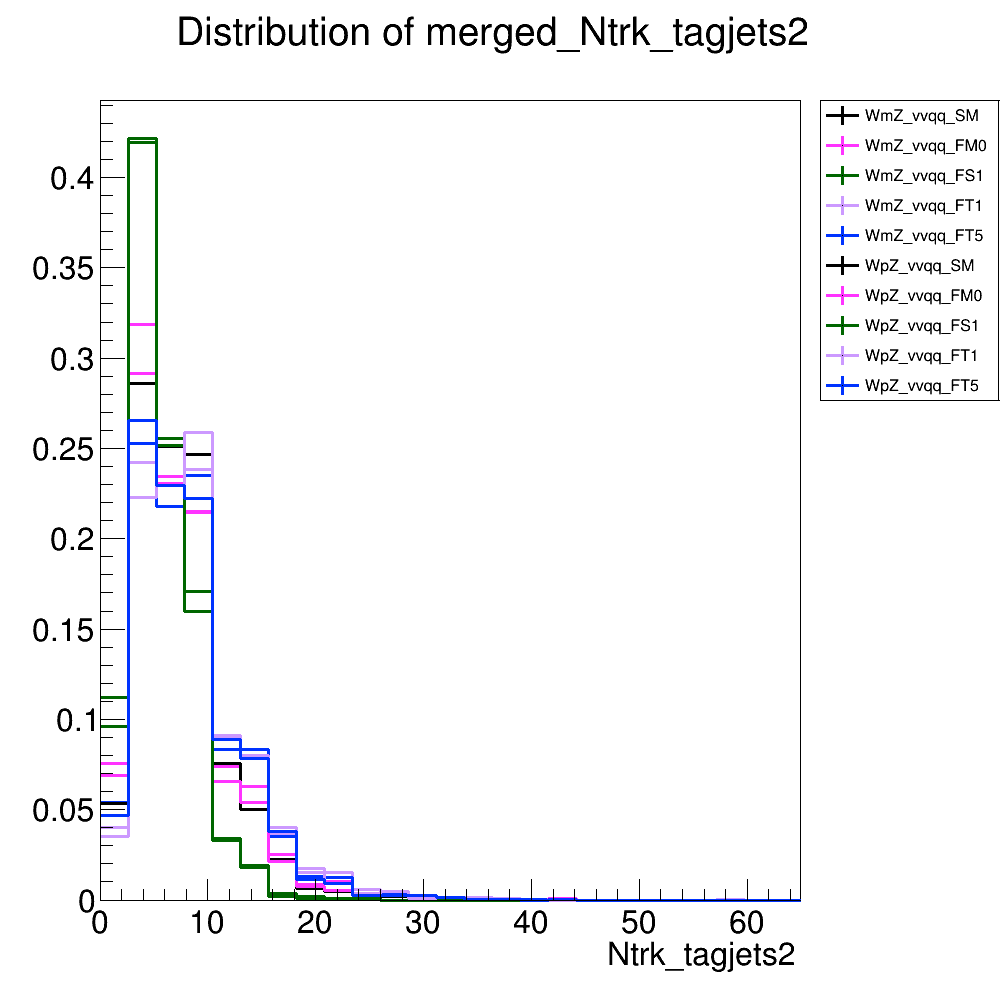 Distribution of merged_Ntrk_tagjets2
WmZ_vvqq_SM
WmZ_vvqq_FM0
WmZ_vvqq_FS1
WmZ_vvqq_FT1
WmZ_vvqq_FT5
WpZ_vvqq_SM
WpZ_vvqq_FM0
WpZ_vvqq_FS1
WpZ_vvqq_FT1
WpZ_vvqq_FT5
0.4
0.35
0.3
0.25
0.2
0.15
0.1
0.05
0
0 10 20 30 40 50 60
Ntrk_tagjets2